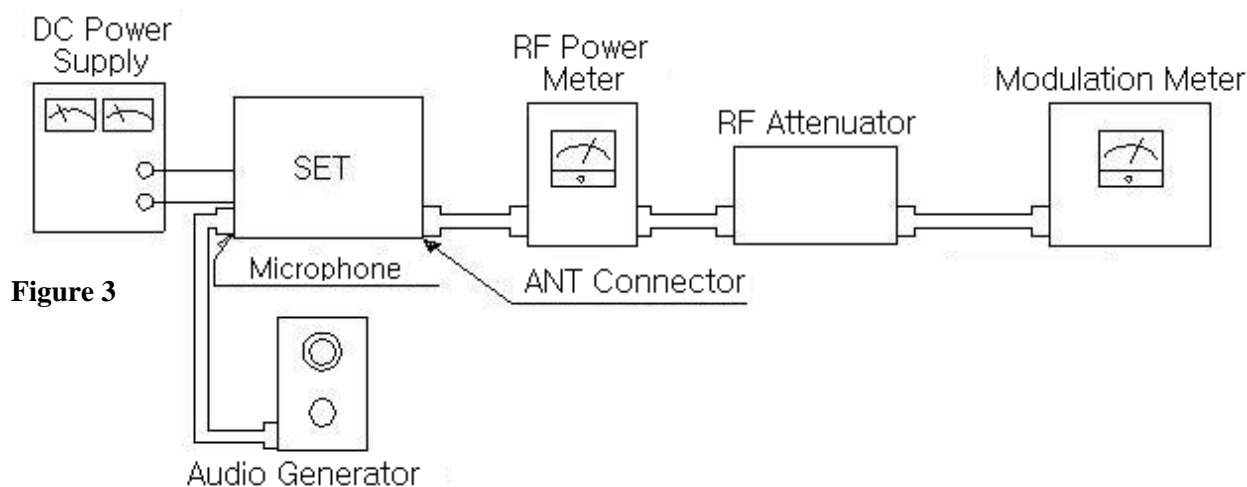 DC Power
Supply
RF Power
Meter
Modulation Meter
RF Attenuator
SET
Microphone
ANT Connector
Figure 3
Audio Generator